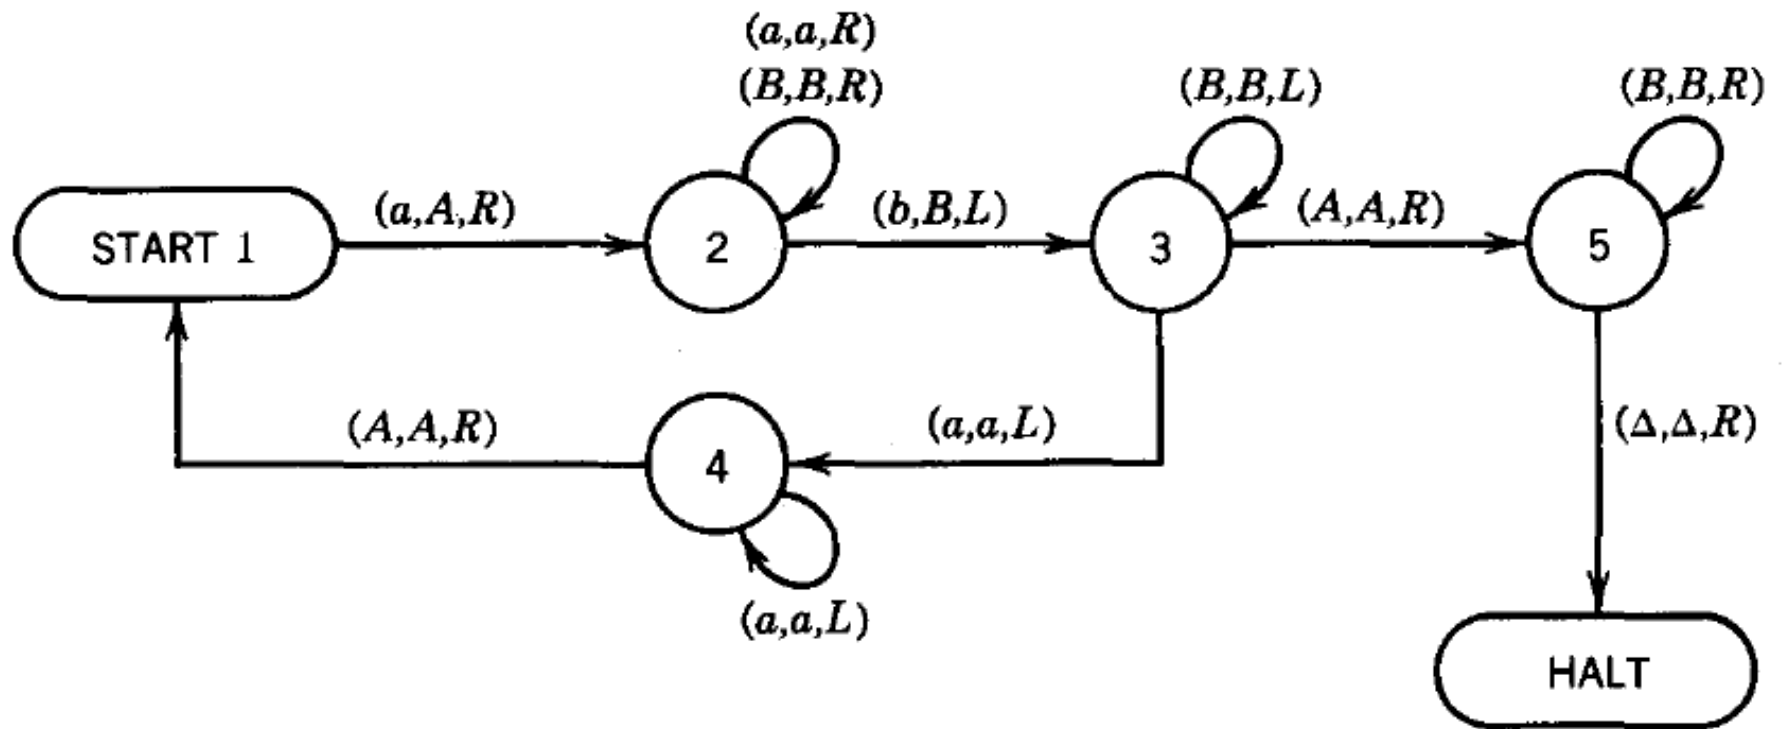 (a,a,R)
(B,B,R)
(B,B,L)
(B,B,R)
START 1
(a,A,R)
2
(b,B,L)
3
(A,A,R)
5
(A,A,R)
4
(a,a,L)
(Δ,Δ,R)
(a,a,L)
HALT